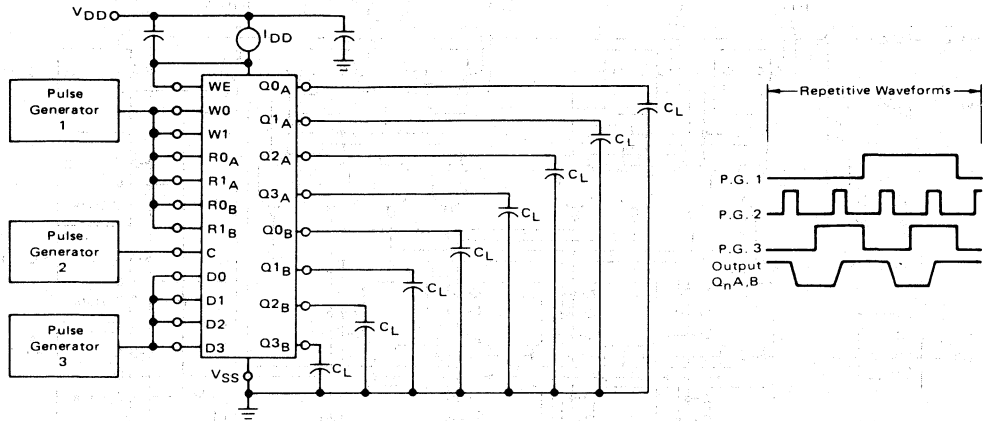 VDD
IDD
Pulse
Generator
1
Pulse
Generator
2
Pulse
Generator
3
WE
W0
W1
R0A
R1A
R0B
R1B
C
D0
D1
D2
D3
VSS
Q0A
Q1A
Q2A
Q3A
Q0B
Q1B
Q2B
Q3B
CL
CL
CL
CL
CL
CL
CL
CL
Repetitive Waveforms
P.G. 1
P.G. 2
P.G. 3
Output
QnA,B